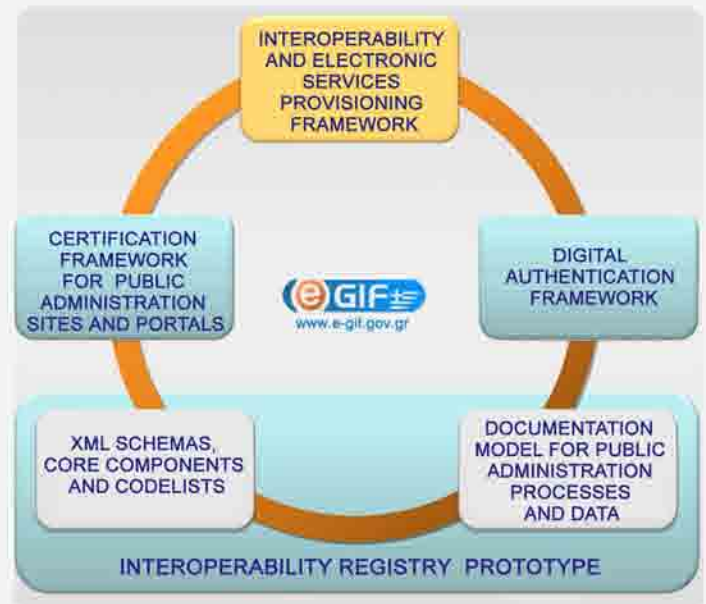 INTEROPERABILITY
AND ELECTRONIC
SERVICES
PROVISIONING
FRAMEWORK
CERTIFICATION
FRAMEWORK
FOR PUBLIC
ADMINISTRATION
SITES AND PORTALS
e GIF
www.e-gif.gov.gr
DIGITAL
AUTHENTICATION
FRAMEWORK
XML SCHEMAS,
CORE COMPONENTS
AND CODELISTS
DOCUMENTATION
MODEL FOR PUBLIC
ADMINISTRATION
PROCESSES
AND DATA
INTEROPERABILITY REGISTRY PROTOTYPE